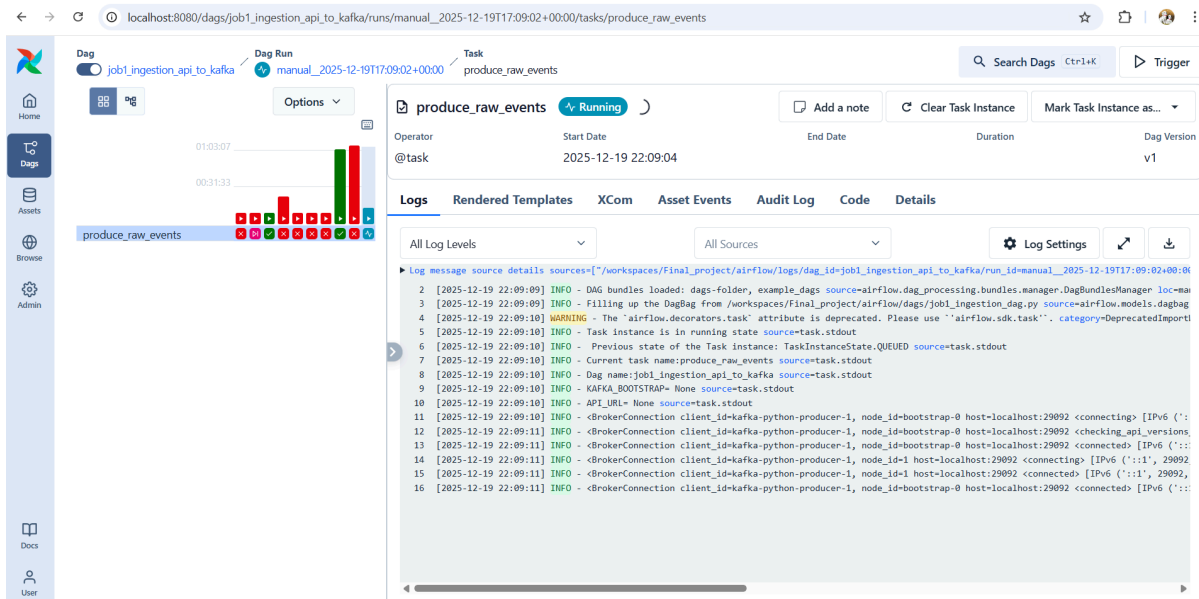 localhost:8080/dags/job1_ingestion_api_to_kafka/runs/manual__2025-12-19T17:09:02+00:00/tasks/produce_raw_events
Dag
job1_ingestion_api_to_kafka
Dag Run
manual__2025-12-19T17:09:02+00:00
Task
produce_raw_events
Search Dags Ctrl+K
Trigger
Home
Dags
Assets
Browse
Admin
Docs
User
Options
01:03:07
00:31:33
produce_raw_events
produce_raw_events Running
Add a note
Clear Task Instance
Mark Task Instance as...
Operator Start Date End Date Duration Dag Version
@task 2025-12-19 22:09:04 v1
Logs Rendered Templates XCom Asset Events Audit Log Code Details
All Log Levels All Sources Log Settings
Log message source details sources=["/workspaces/Final_project/airflow/logs/dag_id=job1_ingestion_api_to_kafka/run_id=manual__2025-12-19T17:09:02+00:00
2 [2025-12-19 22:09:09] INFO - DAG bundles loaded: dags-folder, example_dags source=airflow.dag_processing.bundles.manager.DagBundlesManager loc=man
3 [2025-12-19 22:09:09] INFO - Filling up the DagBag from /workspaces/Final_project/airflow/dags/job1_ingestion_dag.py source=airflow.models.dagbag
4 [2025-12-19 22:09:10] WARNING - The `airflow.decorators.task` attribute is deprecated. Please use `'airflow.sdk.task'`. category=DeprecatedImport
5 [2025-12-19 22:09:10] INFO - Task instance is in running state source=task.stdout
6 [2025-12-19 22:09:10] INFO -  Previous state of the Task instance: TaskInstanceState.QUEUED source=task.stdout
7 [2025-12-19 22:09:10] INFO - Current task name:produce_raw_events source=task.stdout
8 [2025-12-19 22:09:10] INFO - Dag name:job1_ingestion_api_to_kafka source=task.stdout
9 [2025-12-19 22:09:10] INFO - KAFKA_BOOTSTRAP= None source=task.stdout
10 [2025-12-19 22:09:10] INFO - API_URL= None source=task.stdout
11 [2025-12-19 22:09:10] INFO - <BrokerConnection client_id=kafka-python-producer-1, node_id=bootstrap-0 host=localhost:29092 <connecting> [IPv6 (':
12 [2025-12-19 22:09:11] INFO - <BrokerConnection client_id=kafka-python-producer-1, node_id=bootstrap-0 host=localhost:29092 <checking_api_versions_
13 [2025-12-19 22:09:11] INFO - <BrokerConnection client_id=kafka-python-producer-1, node_id=bootstrap-0 host=localhost:29092 <connected> [IPv6 ('::
14 [2025-12-19 22:09:11] INFO - <BrokerConnection client_id=kafka-python-producer-1, node_id=1 host=localhost:29092 <connecting> [IPv6 ('::1', 29092
15 [2025-12-19 22:09:11] INFO - <BrokerConnection client_id=kafka-python-producer-1, node_id=1 host=localhost:29092 <connected> [IPv6 ('::1', 29092,
16 [2025-12-19 22:09:11] INFO - <BrokerConnection client_id=kafka-python-producer-1, node_id=bootstrap-0 host=localhost:29092 <connected> [IPv6 ('::